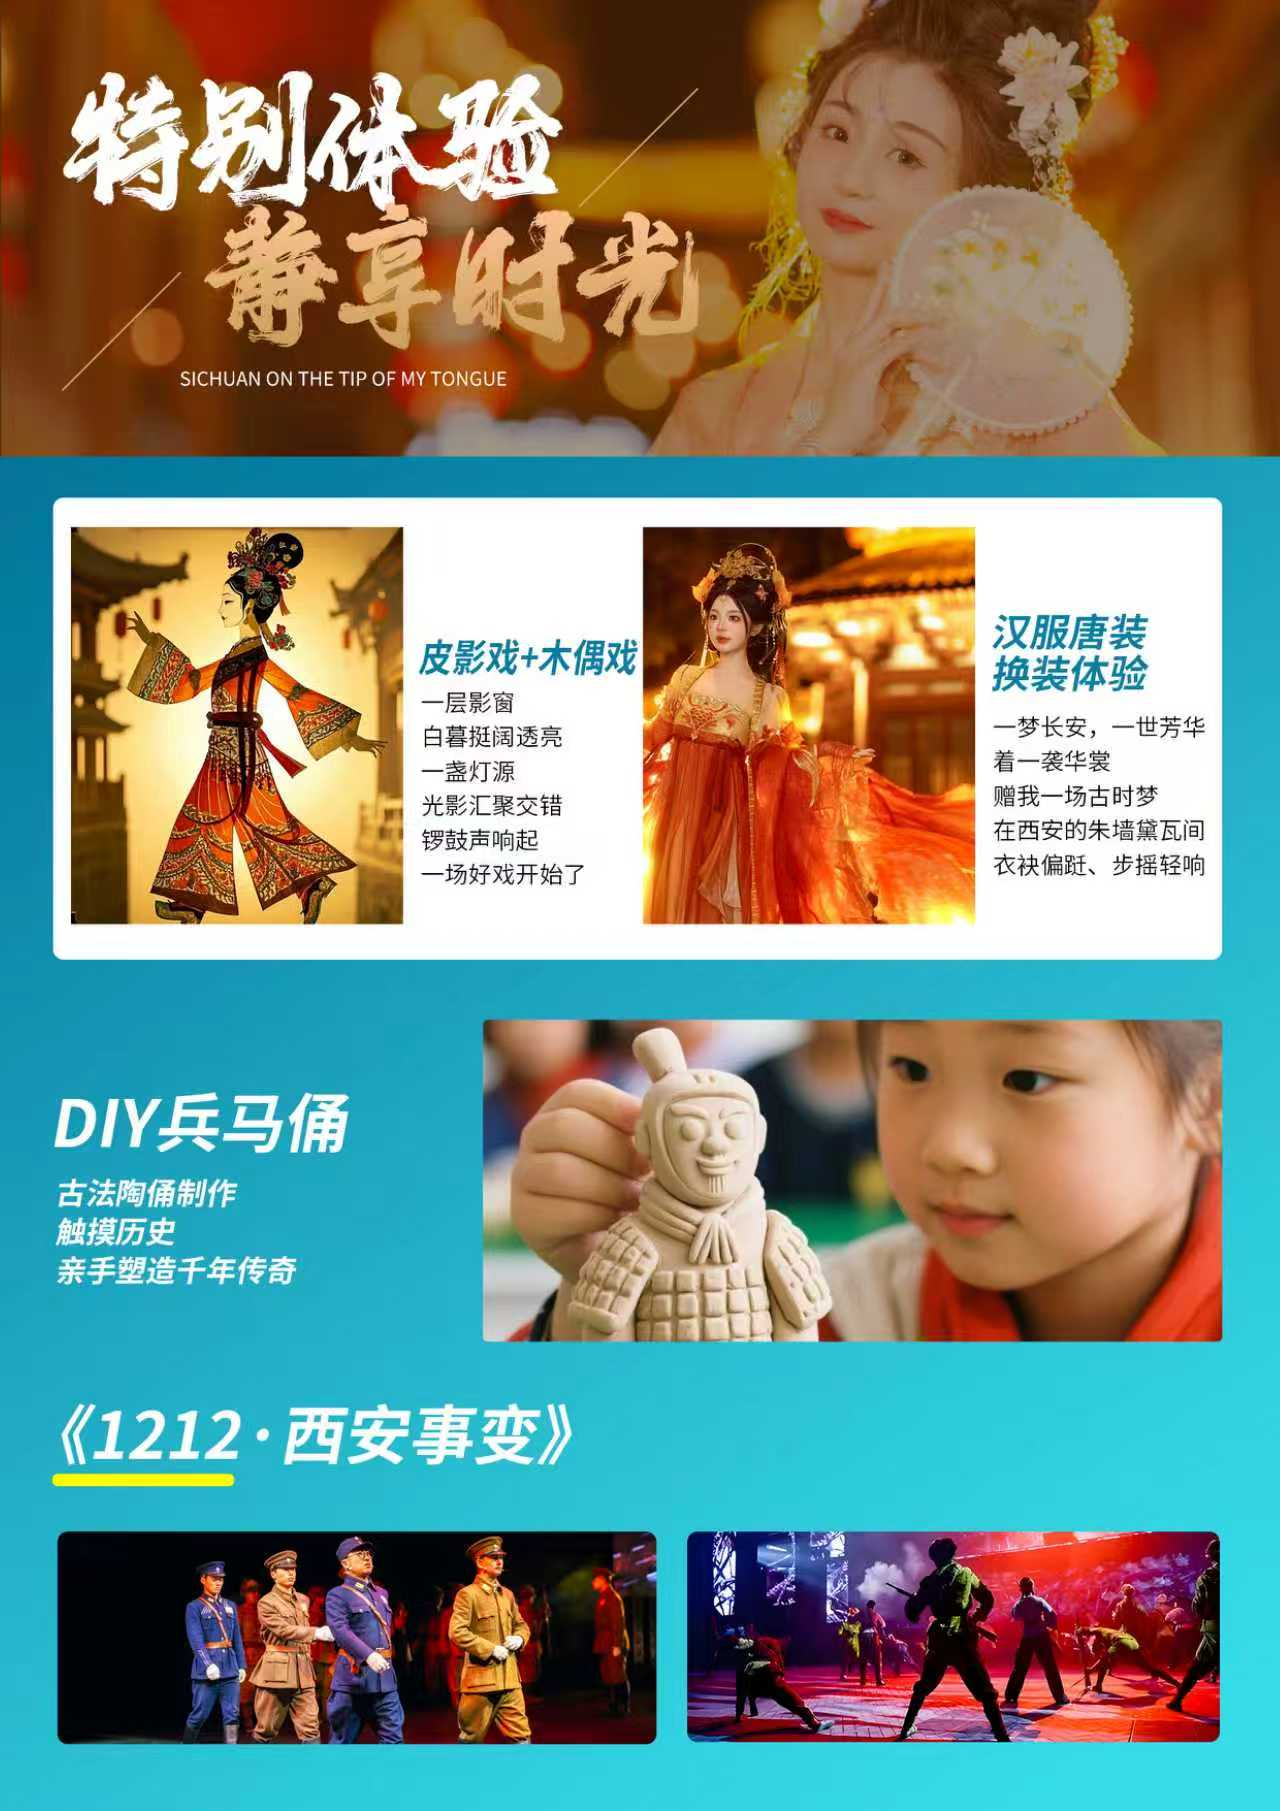 特别体验
静享时光
SICHUAN ON THE TIP OF MY TONGUE
皮影戏+木偶戏
一层影窗
白暮挺阔透亮
一盏灯源
光影汇聚交错
锣鼓声响起
一场好戏开始了
汉服唐装
换装体验
一梦长安，一世芳华
着一袭华裳
赠我一场古时梦
在西安的朱墙黛瓦间
衣袂偏跹、步摇轻响
DIY兵马俑
古法陶俑制作
触摸历史
亲手塑造千年传奇
《1212·西安事变》